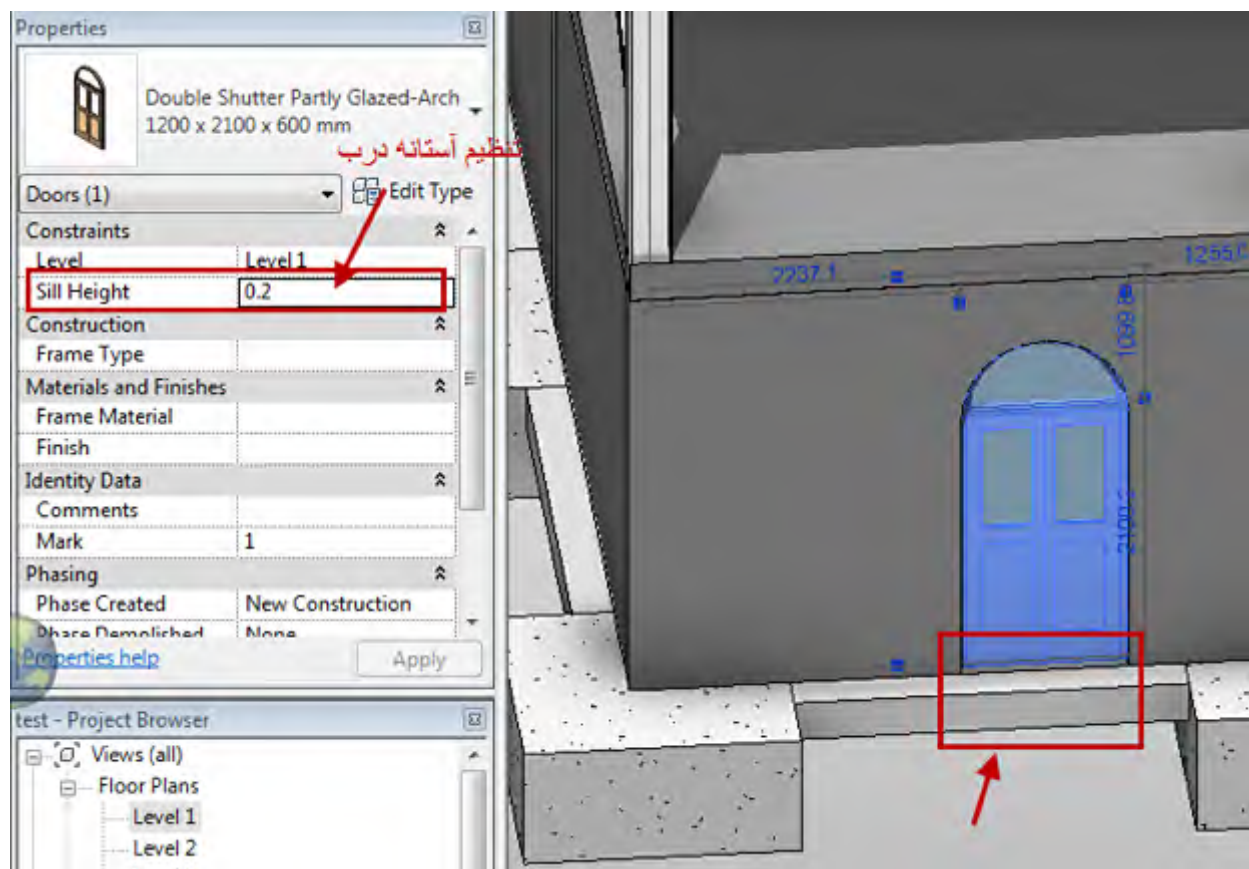 Properties
Double Shutter Partly Glazed-Arch
1200 x 2100 x 600 mm
تنظیم آستانه درب
Doors (1)
Edit Type
Constraints
Level Level 1
Sill Height 0.2
Construction
Frame Type
Materials and Finishes
Frame Material
Finish
Identity Data
Comments
Mark 1
Phasing
Phase Created New Construction
Phase Demolished None
Properties help
Apply
test - Project Browser
Views (all)
Floor Plans
Level 1
Level 2
2237.1
1255.0
1099.8